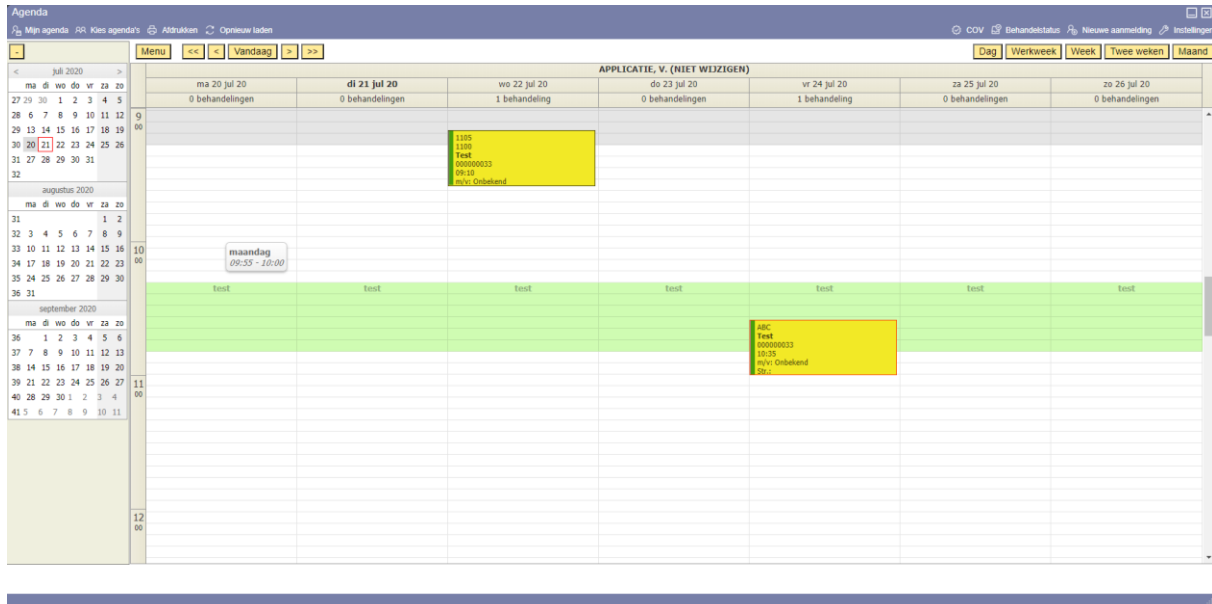 Agenda
Mijn agenda Kies agenda's Afdrukken Opnieuw laden COV Behandelstatus Nieuwe aanmelding Instellingen
- Menu << < Vandaag > >> Dag Werkweek Week Twee weken Maand
< juli 2020 >
ma di wo do vr za zo
27 29 30 1 2 3 4 5
28 6 7 8 9 10 11 12
29 13 14 15 16 17 18 19
30 20 21 22 23 24 25 26
31 27 28 29 30 31
32
augustus 2020
ma di wo do vr za zo
31 1 2
32 3 4 5 6 7 8 9
33 10 11 12 13 14 15 16
34 17 18 19 20 21 22 23
35 24 25 26 27 28 29 30
36 31
september 2020
ma di wo do vr za zo
36 1 2 3 4 5 6
37 7 8 9 10 11 12 13
38 14 15 16 17 18 19 20
39 21 22 23 24 25 26 27
40 28 29 30 1 2 3 4
41 5 6 7 8 9 10 11
APPLICATIE, V. (NIET WIJZIGEN)
ma 20 jul 20 di 21 jul 20 wo 22 jul 20 do 23 jul 20 vr 24 jul 20 za 25 jul 20 zo 26 jul 20
0 behandelingen 0 behandelingen 1 behandeling 0 behandelingen 1 behandeling 0 behandelingen 0 behandelingen
9
00
1105
1100
Test
000000033
09:10
m/v: Onbekend
10
00
maandag
09:55 - 10:00
test test test test test test test
ABC
Test
000000033
10:35
m/v: Onbekend
Str.:
11
00
12
00